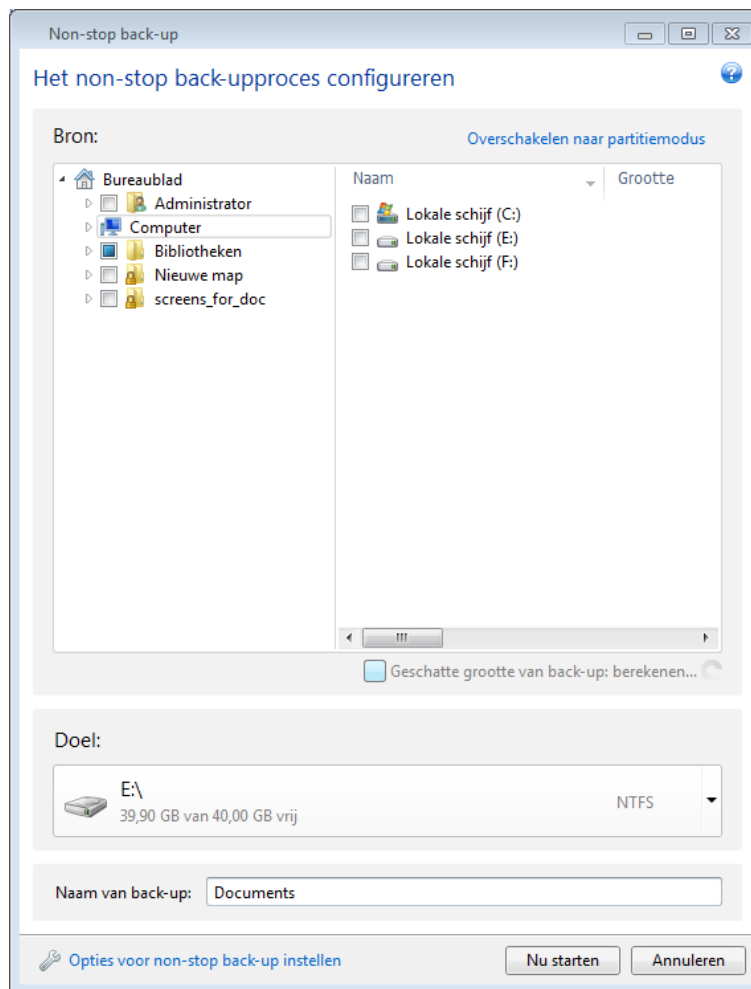 Non-stop back-up
Het non-stop back-upproces configureren
Bron:
Overschakelen naar partitiemodus
Bureaublad
Administrator
Computer
Bibliotheken
Nieuwe map
screens_for_doc
Naam Grootte
Lokale schijf (C:)
Lokale schijf (E:)
Lokale schijf (F:)
Geschatte grootte van back-up: berekenen...
Doel:
E:\
39,90 GB van 40,00 GB vrij
NTFS
Naam van back-up: Documents
Opties voor non-stop back-up instellen
Nu starten
Annuleren